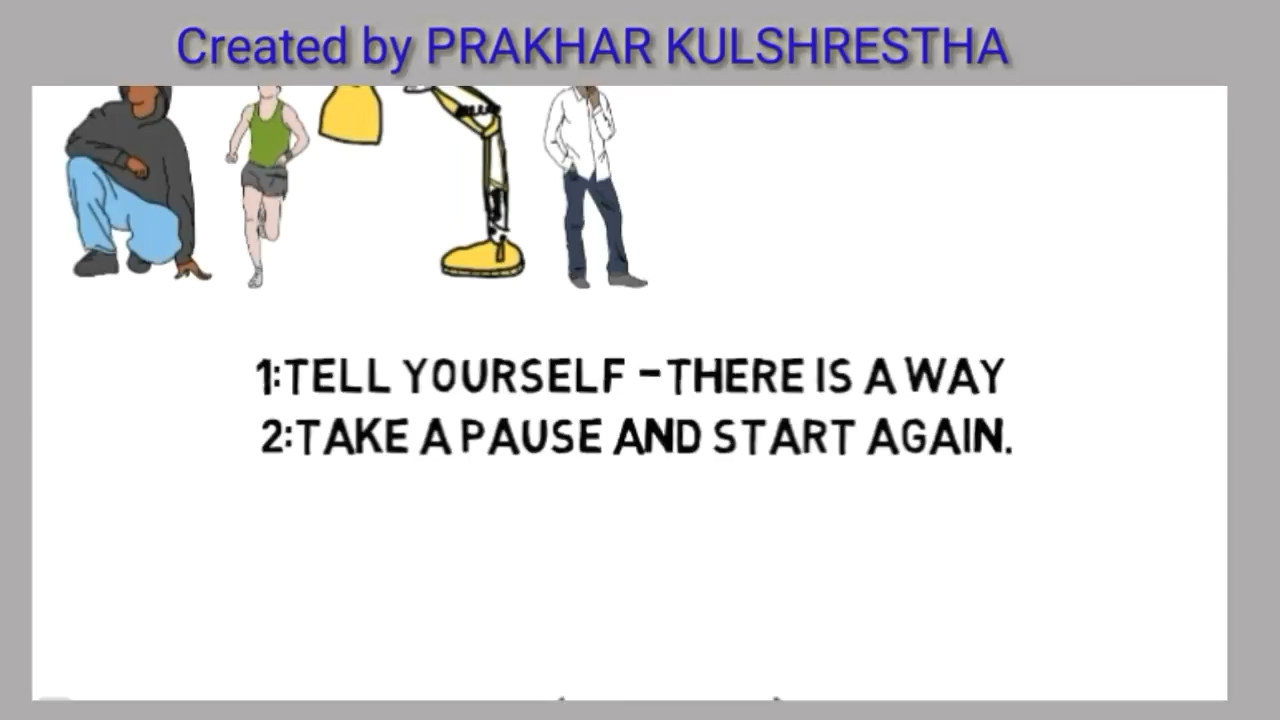 Created by PRAKHAR KULSHRESTHA
1:TELL YOURSELF -THERE IS A WAY
2:TAKE A PAUSE AND START AGAIN.